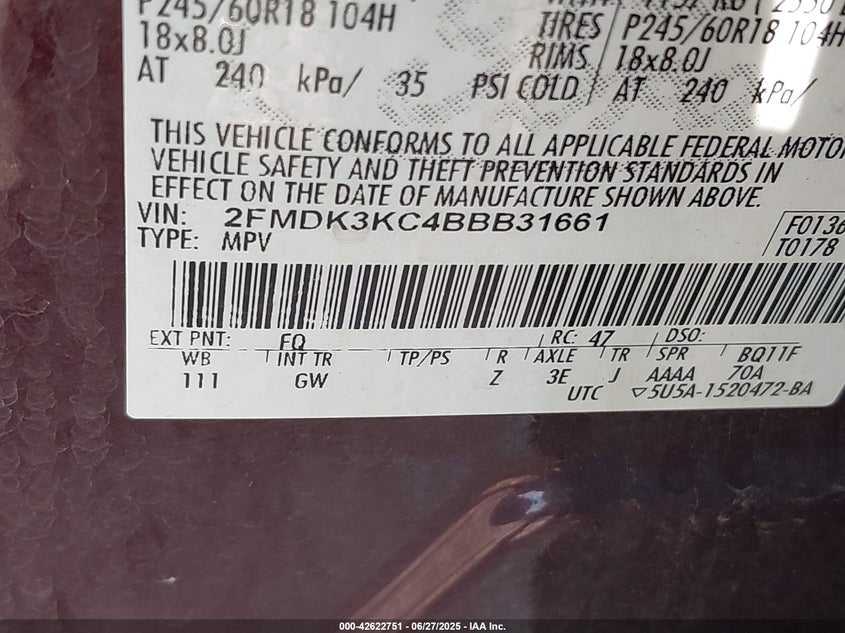 P245/60R18 104H
18x8.0J
AT 240 kPa/ 35 PSI COLD
TIRES P245/60R18 104H
RIMS 18x8.0J
AT 240 kPa/
THIS VEHICLE CONFORMS TO ALL APPLICABLE FEDERAL MOTOR
VEHICLE SAFETY AND THEFT PREVENTION STANDARDS IN
EFFECT ON THE DATE OF MANUFACTURE SHOWN ABOVE.
VIN: 2FMDK3KC4BBB31661
TYPE: MPV
F0136
T0178
EXT PNT: FQ RC: 47 DSO:
WB INT TR TP/PS R AXLE TR SPR BQ11F
111 GW Z 3E J AAAA 70A
UTC ▽5U5A-1520472-BA
000-42622751 - 06/27/2025 - IAA Inc.